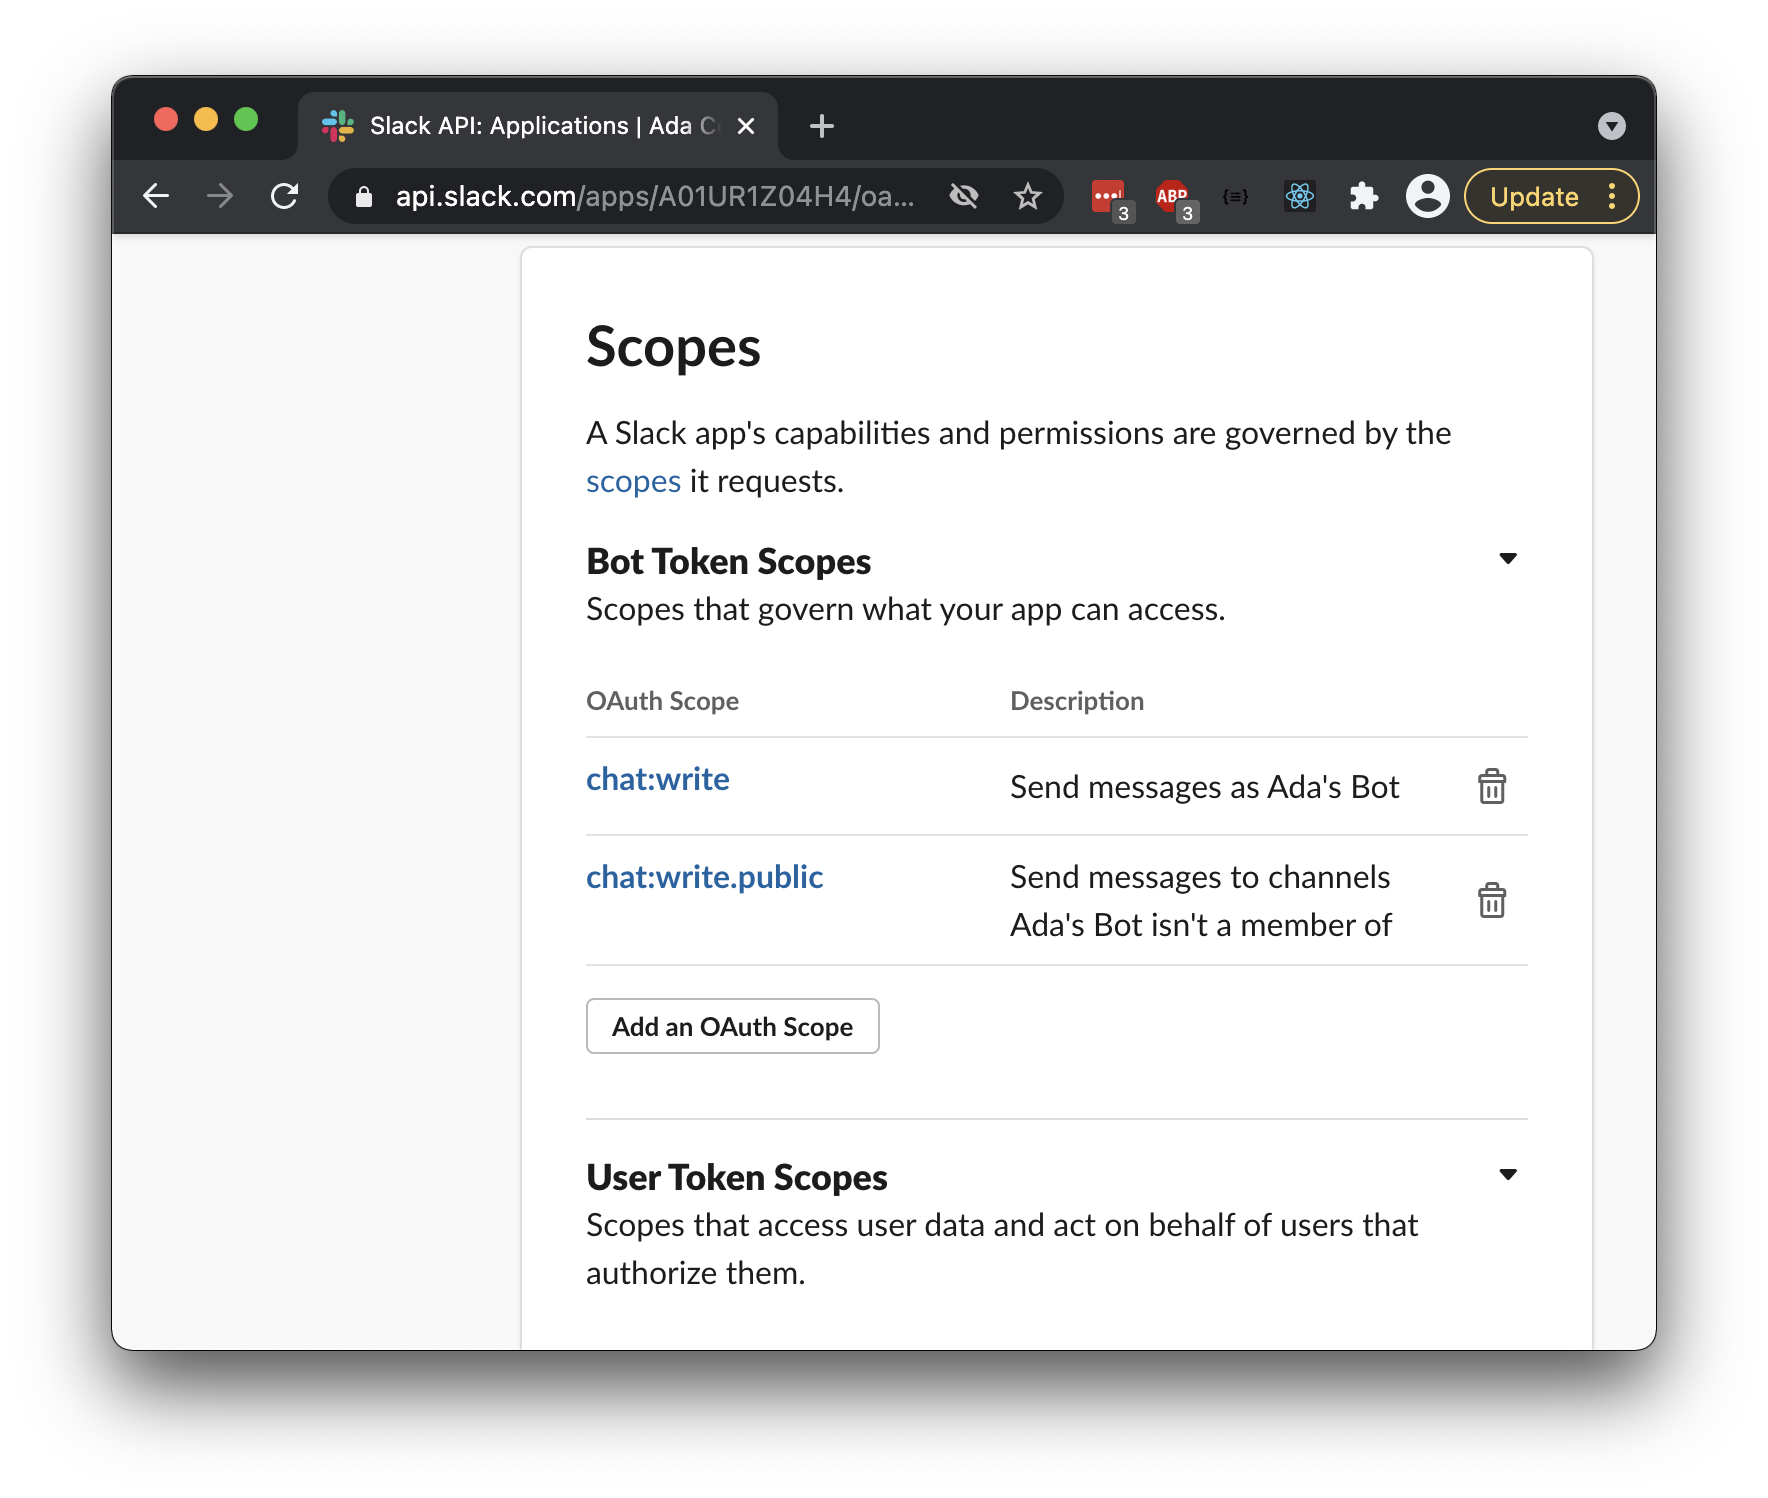 Slack API: Applications | Ada C
api.slack.com/apps/A01UR1Z04H4/oa...
3
ABP
3
{≡}
Update
Scopes
A Slack app's capabilities and permissions are governed by the
scopes it requests.
Bot Token Scopes
Scopes that govern what your app can access.
OAuth Scope
Description
chat:write
Send messages as Ada's Bot
chat:write.public
Send messages to channels
Ada's Bot isn't a member of
Add an OAuth Scope
User Token Scopes
Scopes that access user data and act on behalf of users that
authorize them.